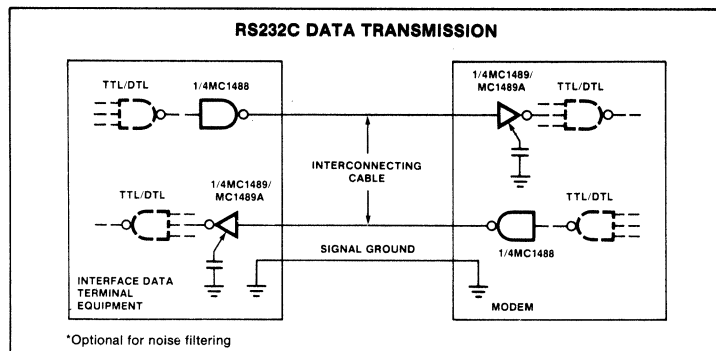 RS232C DATA TRANSMISSION
TTL/DTL
1/4MC1488
1/4MC1489/
MC1489A
TTL/DTL
INTERCONNECTING
CABLE
TTL/DTL
1/4MC1489/
MC1489A
TTL/DTL
1/4MC1488
SIGNAL GROUND
INTERFACE DATA
TERMINAL
EQUIPMENT
MODEM
*Optional for noise filtering